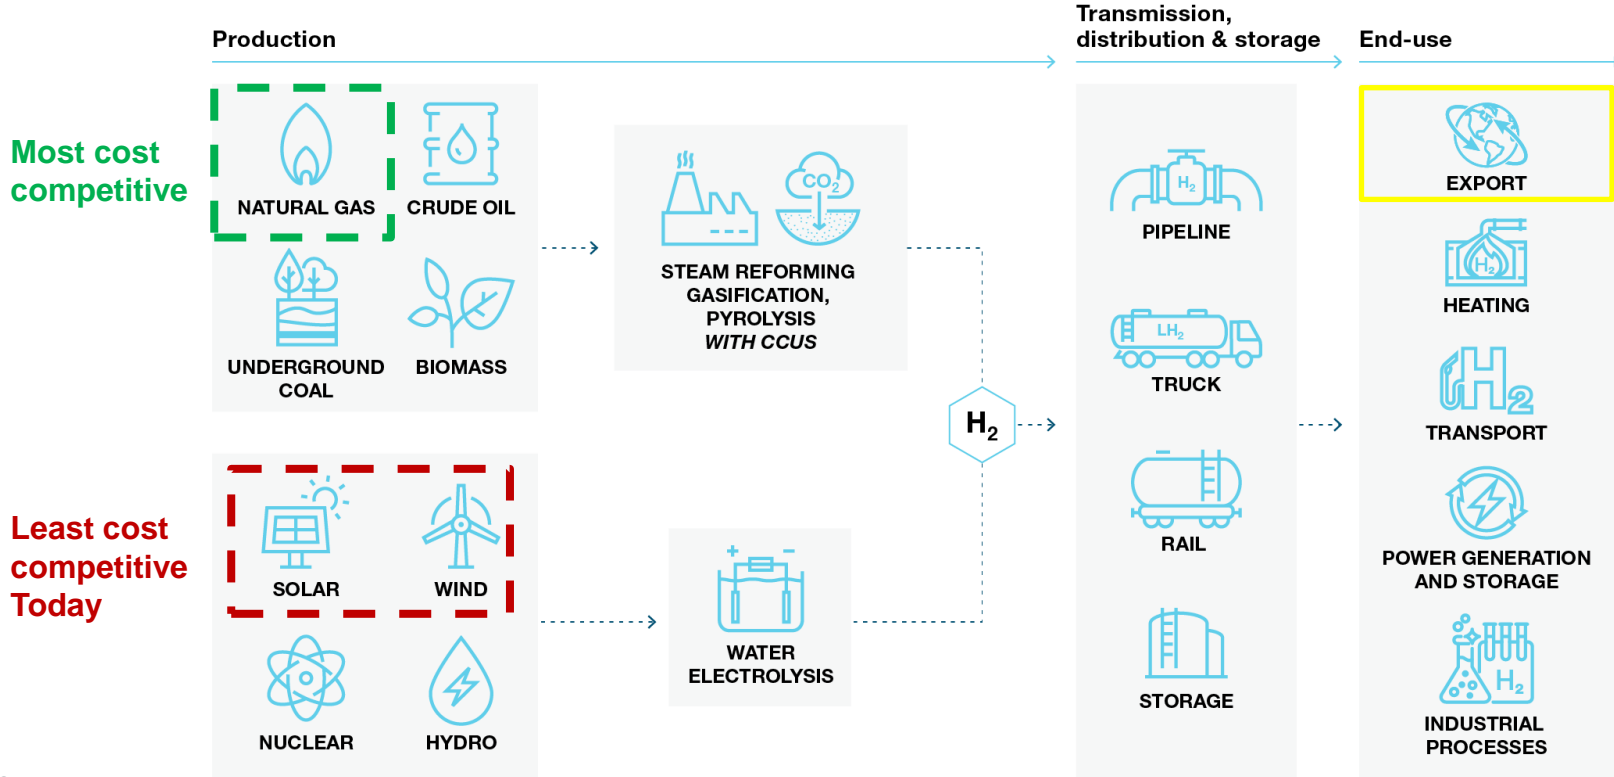 Production
Transmission,
distribution & storage
End-use
Most cost
competitive
NATURAL GAS
CRUDE OIL
UNDERGROUND
COAL
BIOMASS
CO2
STEAM REFORMING
GASIFICATION,
PYROLYSIS
WITH CCUS
H2
Least cost
competitive
Today
SOLAR
WIND
NUCLEAR
HYDRO
+ −
WATER
ELECTROLYSIS
H2
PIPELINE
LH2
TRUCK
RAIL
STORAGE
EXPORT
H2
HEATING
H2
TRANSPORT
POWER GENERATION
AND STORAGE
H2
INDUSTRIAL
PROCESSES